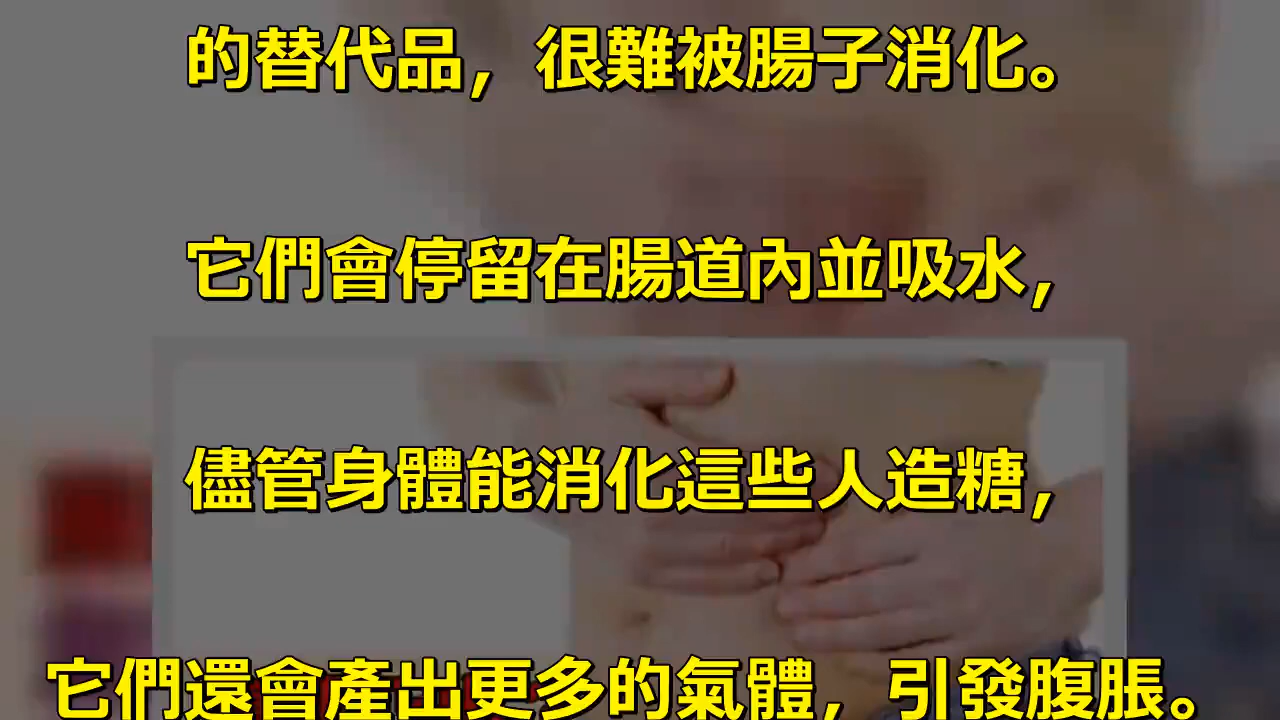 的替代品，很難被腸子消化。
它們會停留在腸道內並吸水，
儘管身體能消化這些人造糖，
它們還會產出更多的氣體，引發腹脹。